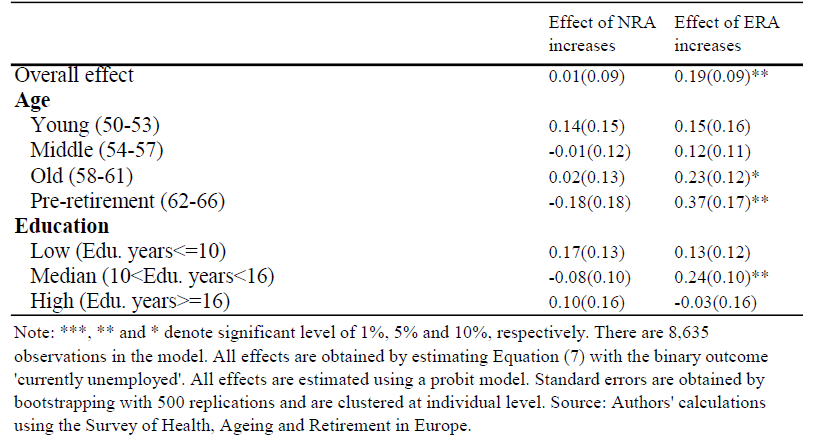 Effect of NRA increases Effect of ERA increases
Overall effect 0.01(0.09) 0.19(0.09)**
Age
Young (50-53) 0.14(0.15) 0.15(0.16)
Middle (54-57) -0.01(0.12) 0.12(0.11)
Old (58-61) 0.02(0.13) 0.23(0.12)*
Pre-retirement (62-66) -0.18(0.18) 0.37(0.17)**
Education
Low (Edu. years<=10) 0.17(0.13) 0.13(0.12)
Median (10<Edu. years<16) -0.08(0.10) 0.24(0.10)**
High (Edu. years>=16) 0.10(0.16) -0.03(0.16)
Note: ***, ** and * denote significant level of 1%, 5% and 10%, respectively. There are 8,635
observations in the model. All effects are obtained by estimating Equation (7) with the binary outcome
'currently unemployed'. All effects are estimated using a probit model. Standard errors are obtained by
bootstrapping with 500 replications and are clustered at individual level. Source: Authors' calculations
using the Survey of Health, Ageing and Retirement in Europe.